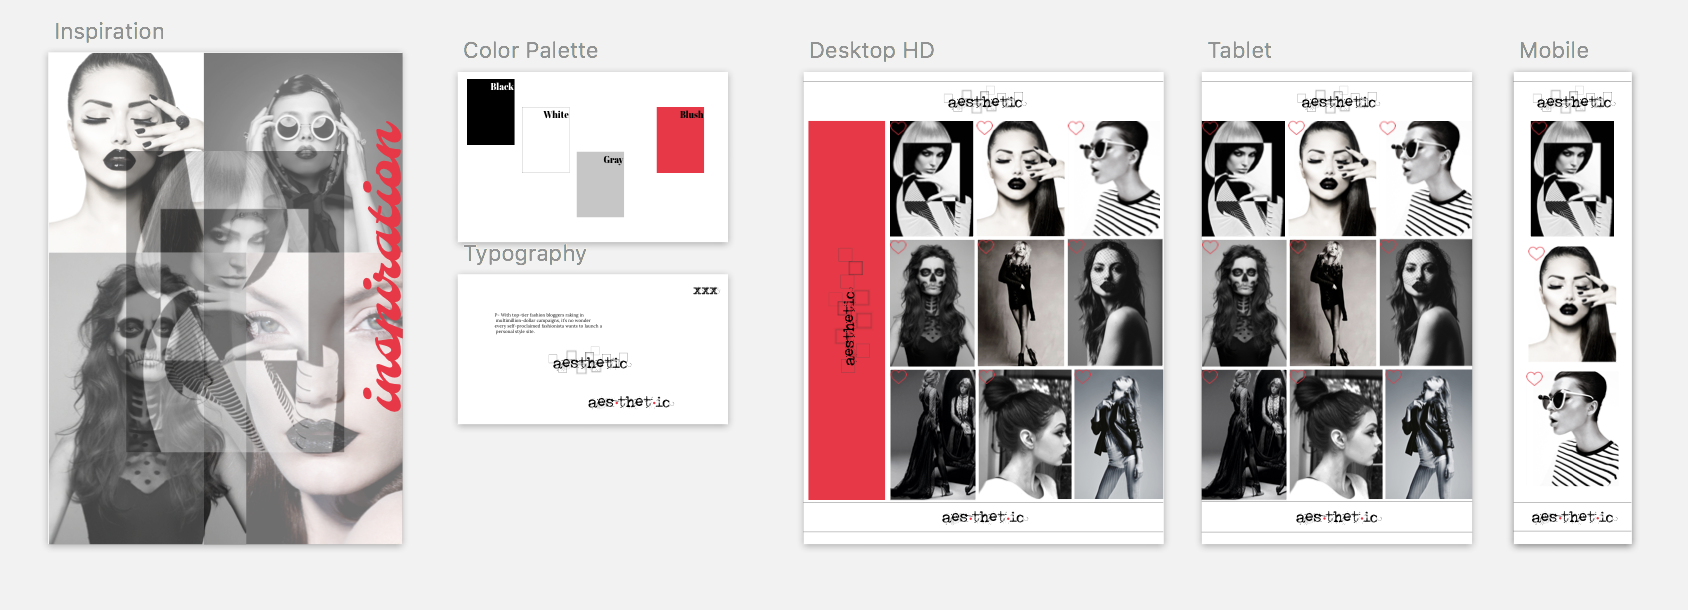 Inspiration
inspiration
Color Palette
Black
White
Gray
Blush
Typography
xxx
P- With top-tier fashion bloggers raking in
multimillion-dollar campaigns, it's no wonder
every self-proclaimed fashionista wants to launch a
personal style site.
aesthetic
aes·thet·ic
Desktop HD
aesthetic
aesthetic
aes·thet·ic
Tablet
aesthetic
aes·thet·ic
Mobile
aesthetic
aes·thet·ic